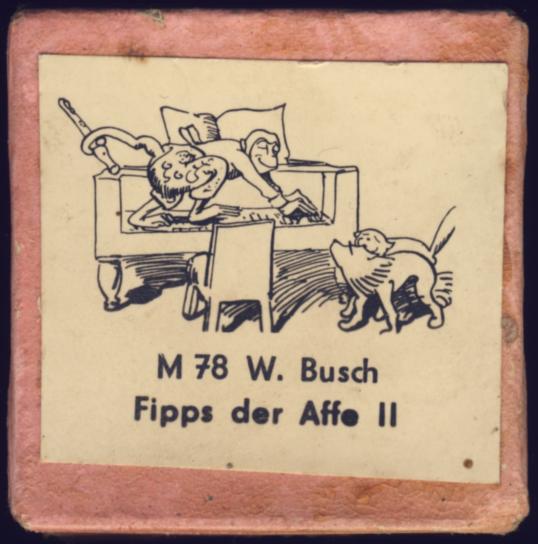 M 78 W. Busch
Fipps der Affe II